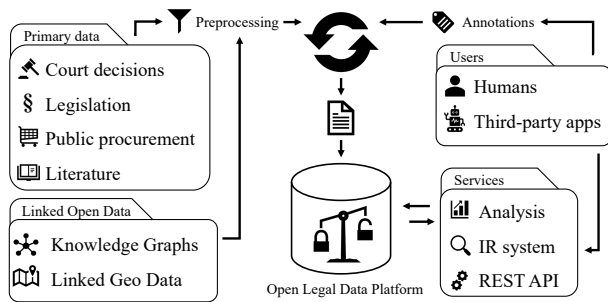 Primary data
Court decisions
§ Legislation
Public procurement
Literature
Linked Open Data
Knowledge Graphs
Linked Geo Data
Preprocessing
Annotations
Users
Humans
Third-party apps
Services
Analysis
IR system
REST API
Open Legal Data Platform